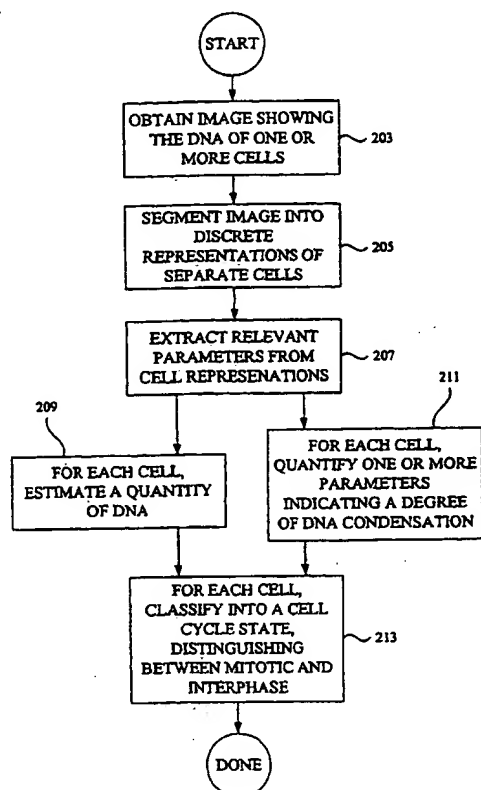 START
OBTAIN IMAGE SHOWING
THE DNA OF ONE OR
MORE CELLS
203
SEGMENT IMAGE INTO
DISCRETE
REPRESENTATIONS OF
SEPARATE CELLS
205
EXTRACT RELEVANT
PARAMETERS FROM
CELL REPRESENATIONS
207
209
FOR EACH CELL,
ESTIMATE A QUANTITY
OF DNA
211
FOR EACH CELL,
QUANTIFY ONE OR MORE
PARAMETERS
INDICATING A DEGREE
OF DNA CONDENSATION
FOR EACH CELL,
CLASSIFY INTO A CELL
CYCLE STATE,
DISTINGUISHING
BETWEEN MITOTIC AND
INTERPHASE
213
DONE